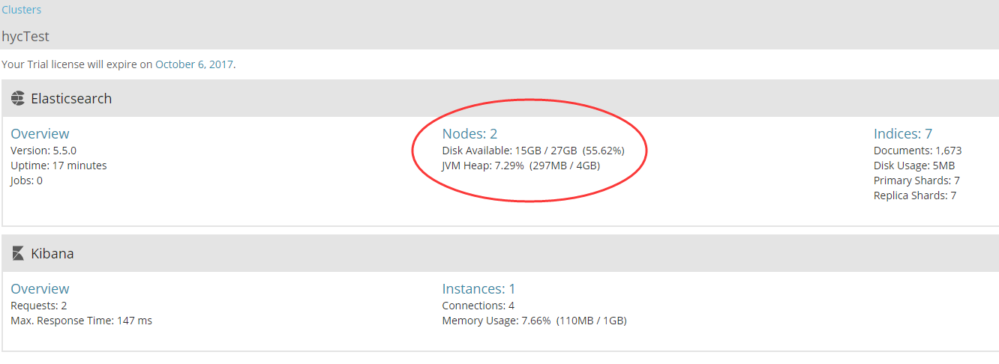 Clusters
hycTest
Your Trial license will expire on October 6, 2017.
Elasticsearch
Overview
Version: 5.5.0
Uptime: 17 minutes
Jobs: 0
Nodes: 2
Disk Available: 15GB / 27GB (55.62%)
JVM Heap: 7.29% (297MB / 4GB)
Indices: 7
Documents: 1,673
Disk Usage: 5MB
Primary Shards: 7
Replica Shards: 7
Kibana
Overview
Requests: 2
Max. Response Time: 147 ms
Instances: 1
Connections: 4
Memory Usage: 7.66% (110MB / 1GB)